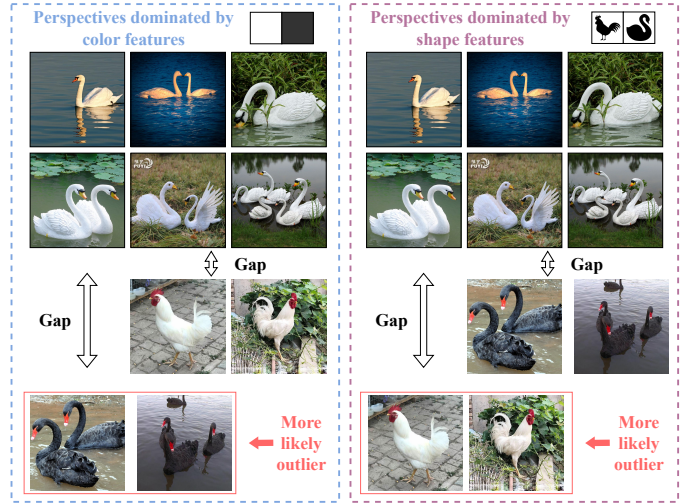 Perspectives dominated by
color features
Gap
Gap
More
likely
outlier
Perspectives dominated by
shape features
Gap
Gap
More
likely
outlier